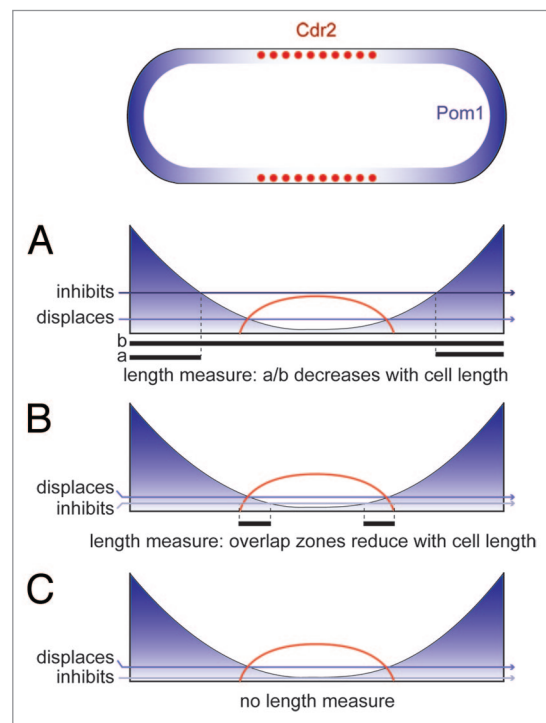 Cdr2
Pom1
A
inhibits
displaces
b
a
length measure: a/b decreases with cell length
B
displaces
inhibits
length measure: overlap zones reduce with cell length
C
displaces
inhibits
no length measure